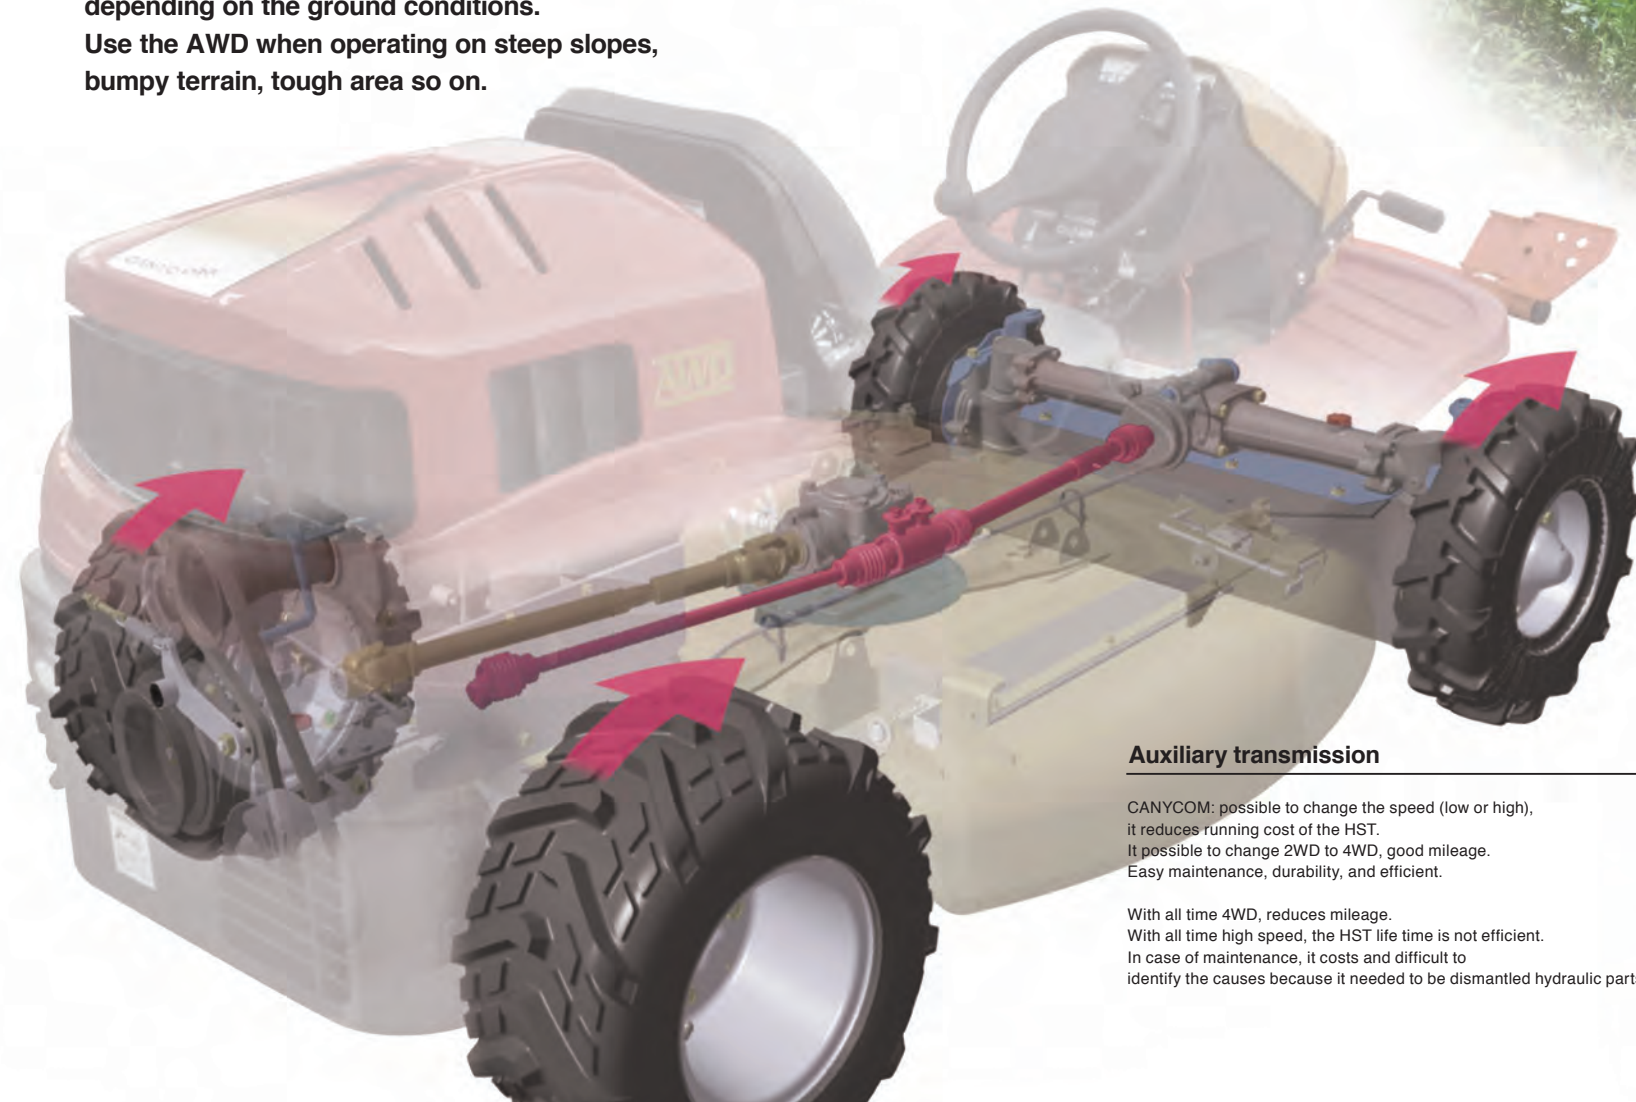 depending on the ground conditions.
Use the AWD when operating on steep slopes,
bumpy terrain, tough area so on.
CANYCOM
AWD
Auxiliary transmission
CANYCOM: possible to change the speed (low or high),
it reduces running cost of the HST.
It possible to change 2WD to 4WD, good mileage.
Easy maintenance, durability, and efficient.
With all time 4WD, reduces mileage.
With all time high speed, the HST life time is not efficient.
In case of maintenance, it costs and difficult to
identify the causes because it needed to be dismantled hydraulic parts